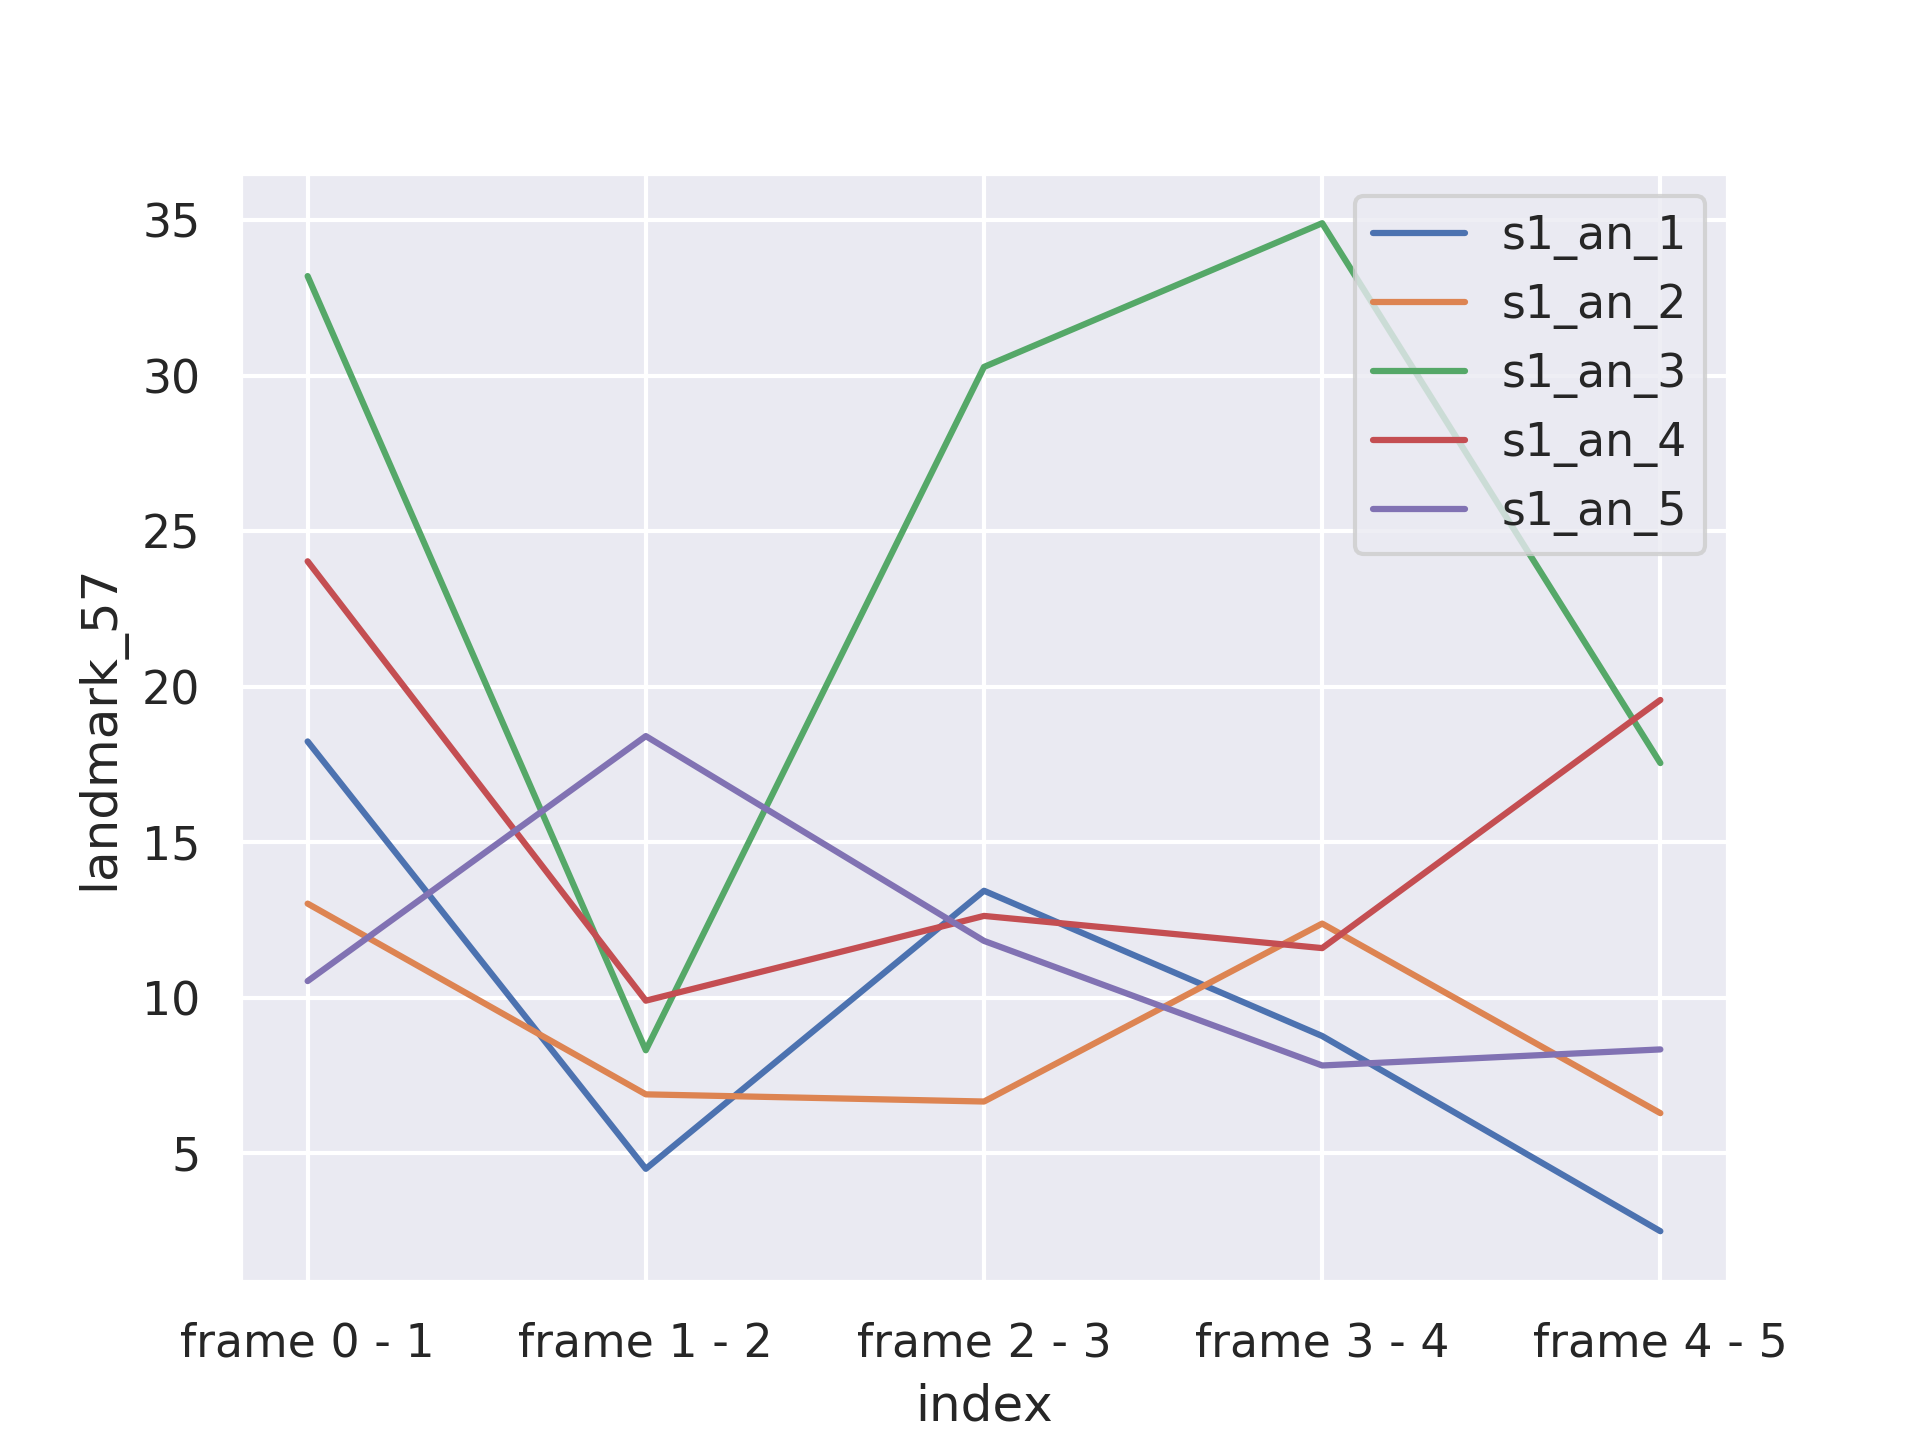 35
30
25
20
15
10
5
landmark_57
s1_an_1
s1_an_2
s1_an_3
s1_an_4
s1_an_5
frame 0 - 1 frame 1 - 2 frame 2 - 3 frame 3 - 4 frame 4 - 5
index